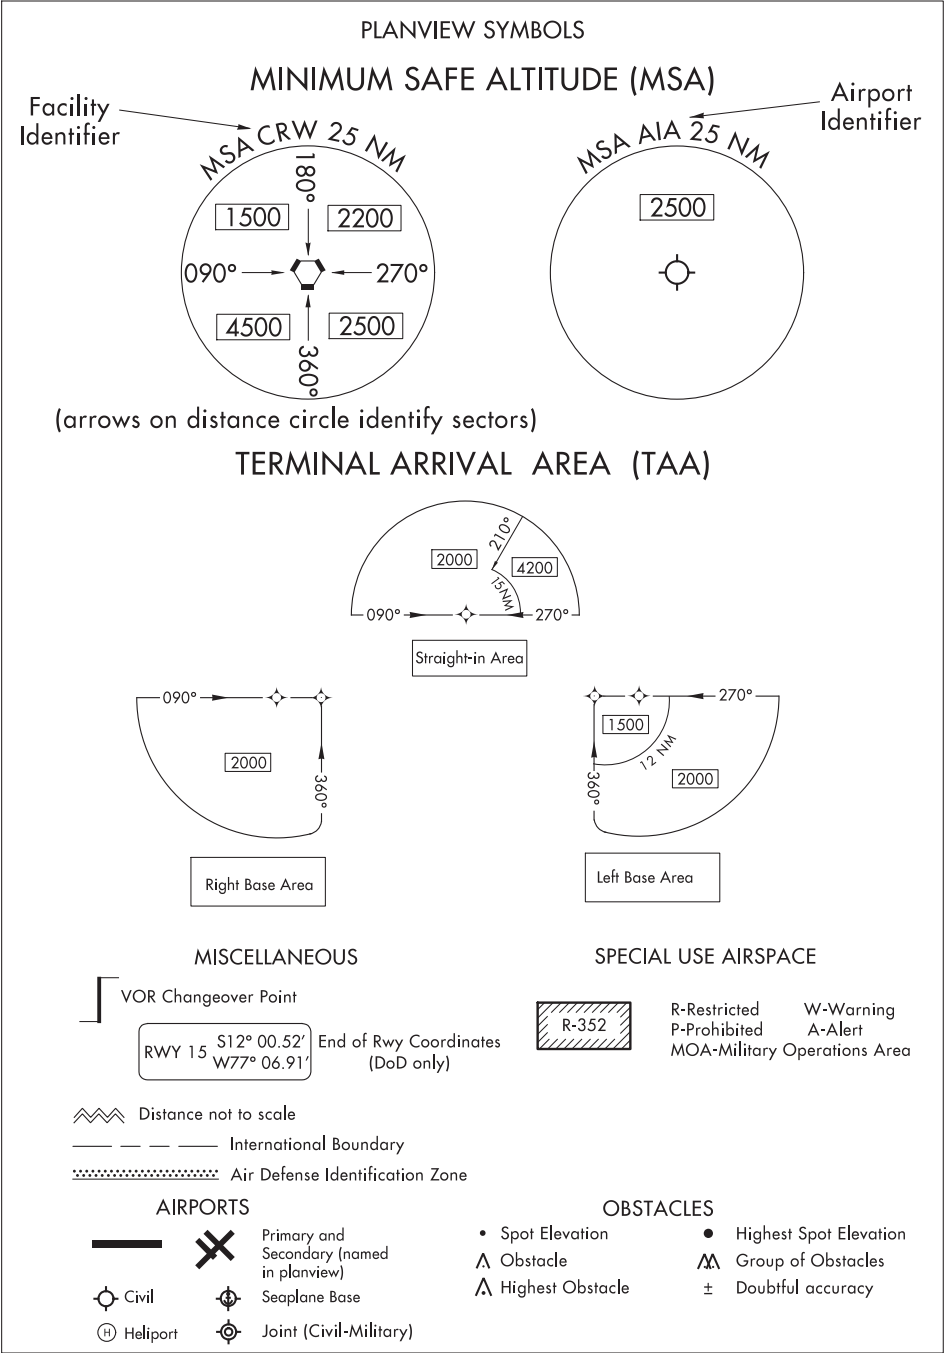 PLANVIEW SYMBOLS
MINIMUM SAFE ALTITUDE (MSA)
Facility
Identifier
MSA CRW 25 NM
180°
1500
2200
090°
270°
4500
2500
360°
Airport
Identifier
MSA AIA 25 NM
2500
(arrows on distance circle identify sectors)
TERMINAL ARRIVAL AREA (TAA)
210°
2000
4200
15NM
090°
270°
Straight-in Area
090°
2000
360°
Right Base Area
270°
1500
12 NM
2000
360°
Left Base Area
MISCELLANEOUS
VOR Changeover Point
RWY 15
S12° 00.52'
W77° 06.91'
End of Rwy Coordinates
(DoD only)
Distance not to scale
International Boundary
Air Defense Identification Zone
SPECIAL USE AIRSPACE
R-352
R-Restricted W-Warning
P-Prohibited A-Alert
MOA-Military Operations Area
AIRPORTS
Primary and
Secondary (named
in planview)
Civil
Seaplane Base
H
Heliport
Joint (Civil-Military)
OBSTACLES
Spot Elevation
Highest Spot Elevation
Obstacle
Group of Obstacles
Highest Obstacle
± Doubtful accuracy